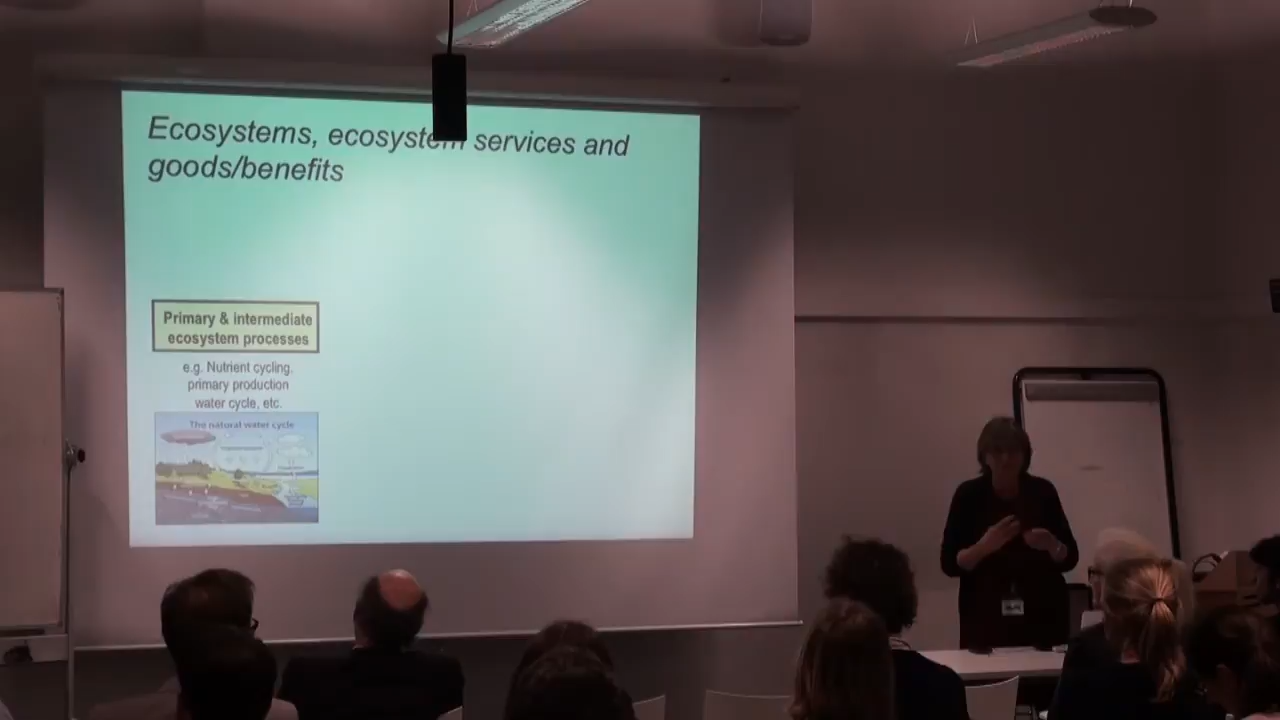 Ecosystems, ecosystem services and
goods/benefits
Primary & intermediate
ecosystem processes
e.g. Nutrient cycling,
primary production
water cycle, etc.
The natural water cycle